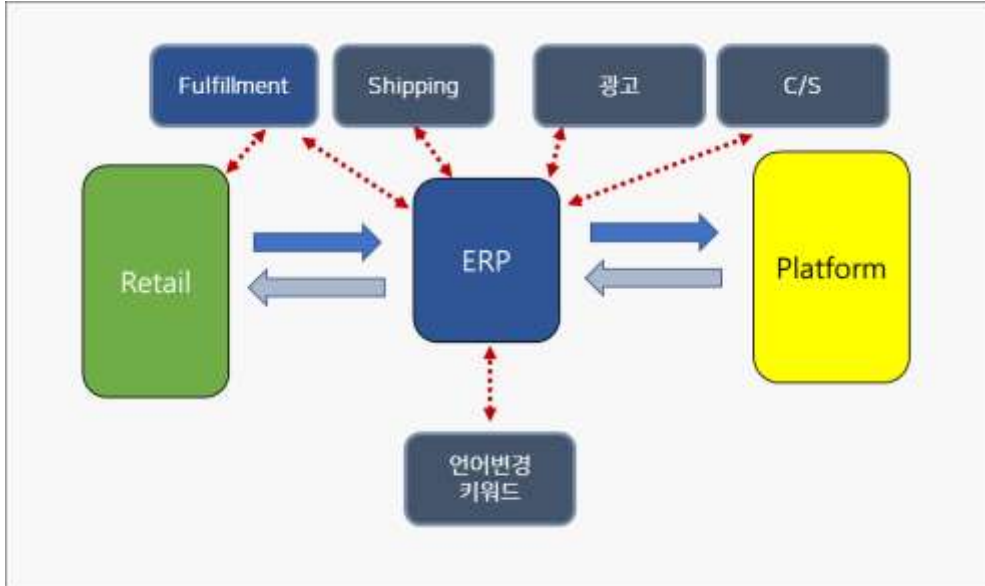 Fulfillment
Shipping
광고
C/S
Retail
ERP
Platform
언어변경
키워드